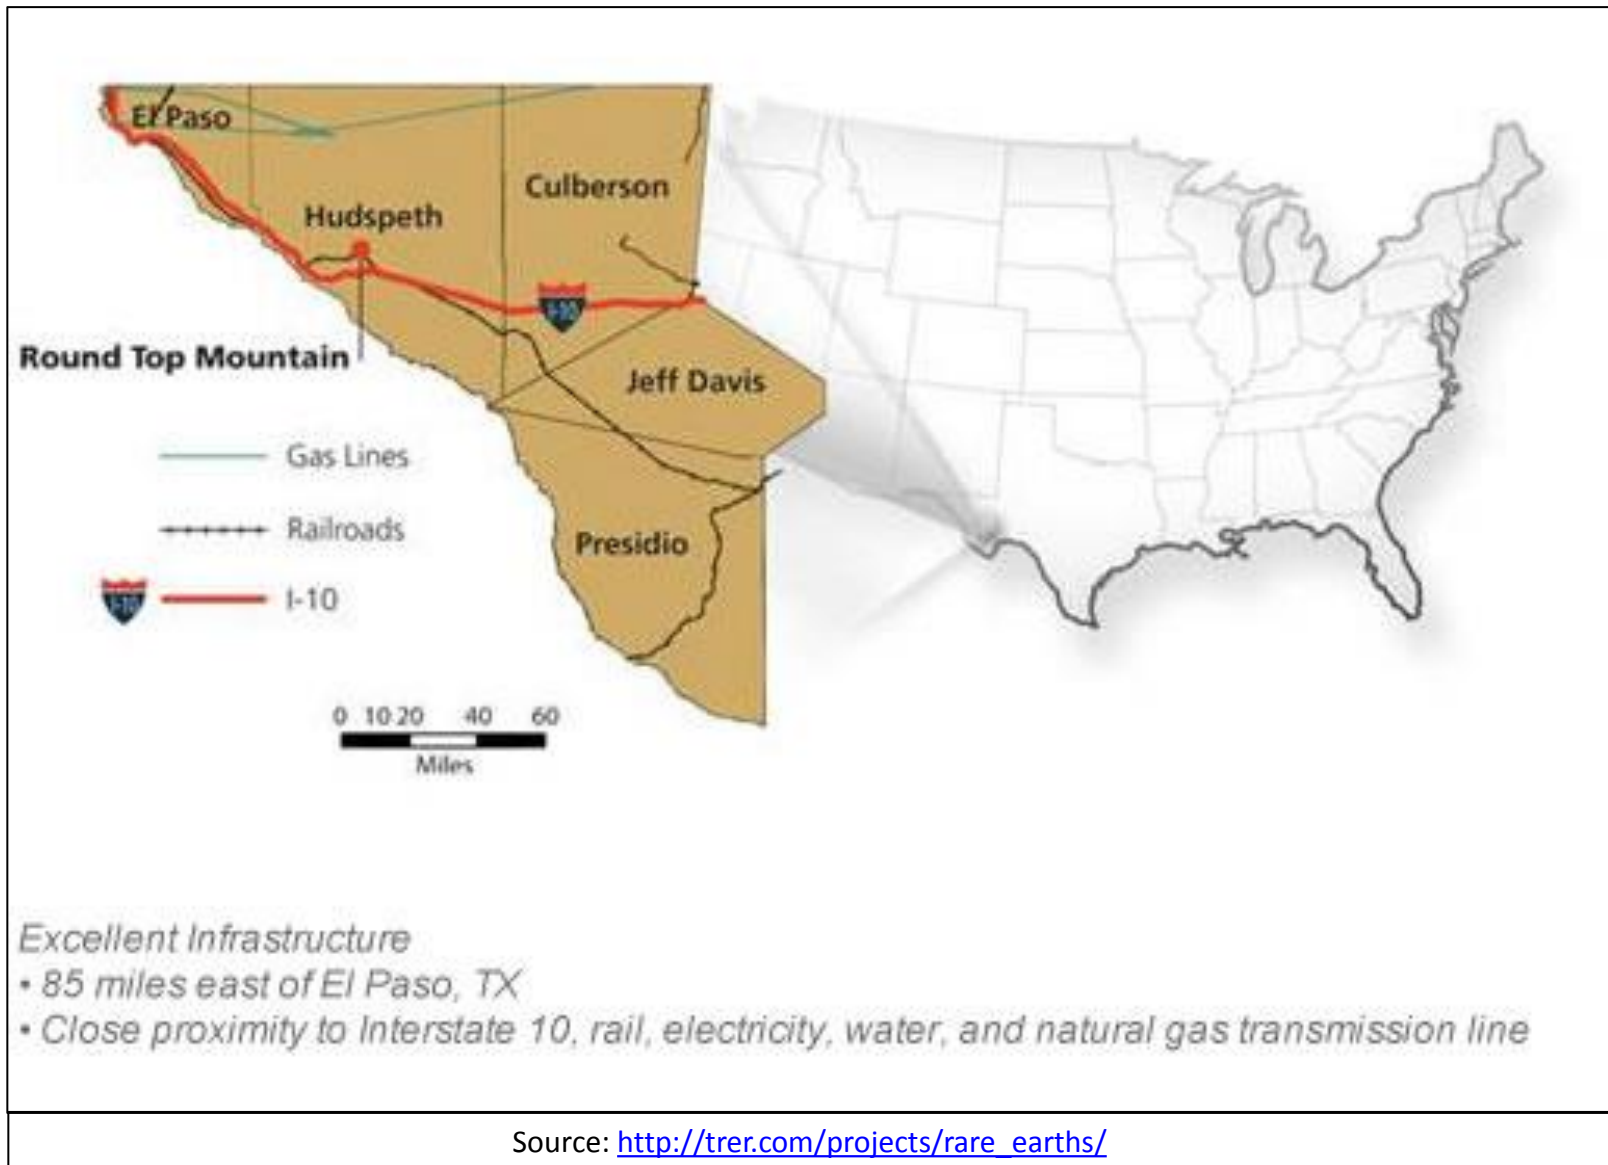 El Paso
Culberson
Hudspeth
I-10
Round Top Mountain
Jeff Davis
Gas Lines
Railroads
Presidio
I-10
I-10
0 10 20 40 60
Miles
Excellent Infrastructure
• 85 miles east of El Paso, TX
• Close proximity to Interstate 10, rail, electricity, water, and natural gas transmission line
Source: http://trer.com/projects/rare_earths/